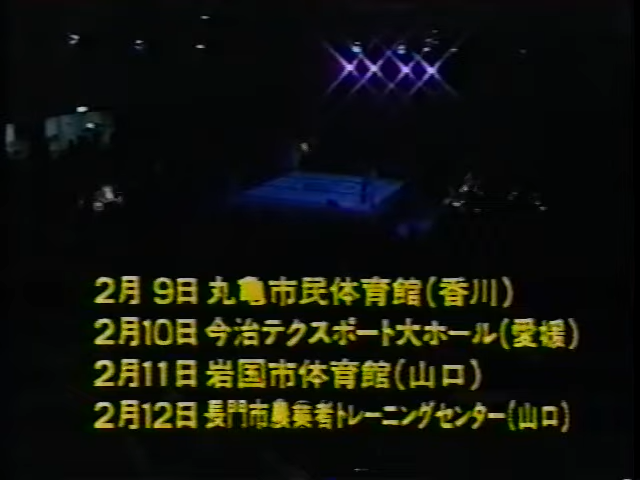 2月 9日 丸亀市民体育館(香川)
2月10日 今治テクスポート大ホール(愛媛)
2月11日 岩国市体育館(山口)
2月12日 長門市農業者トレーニングセンター(山口)